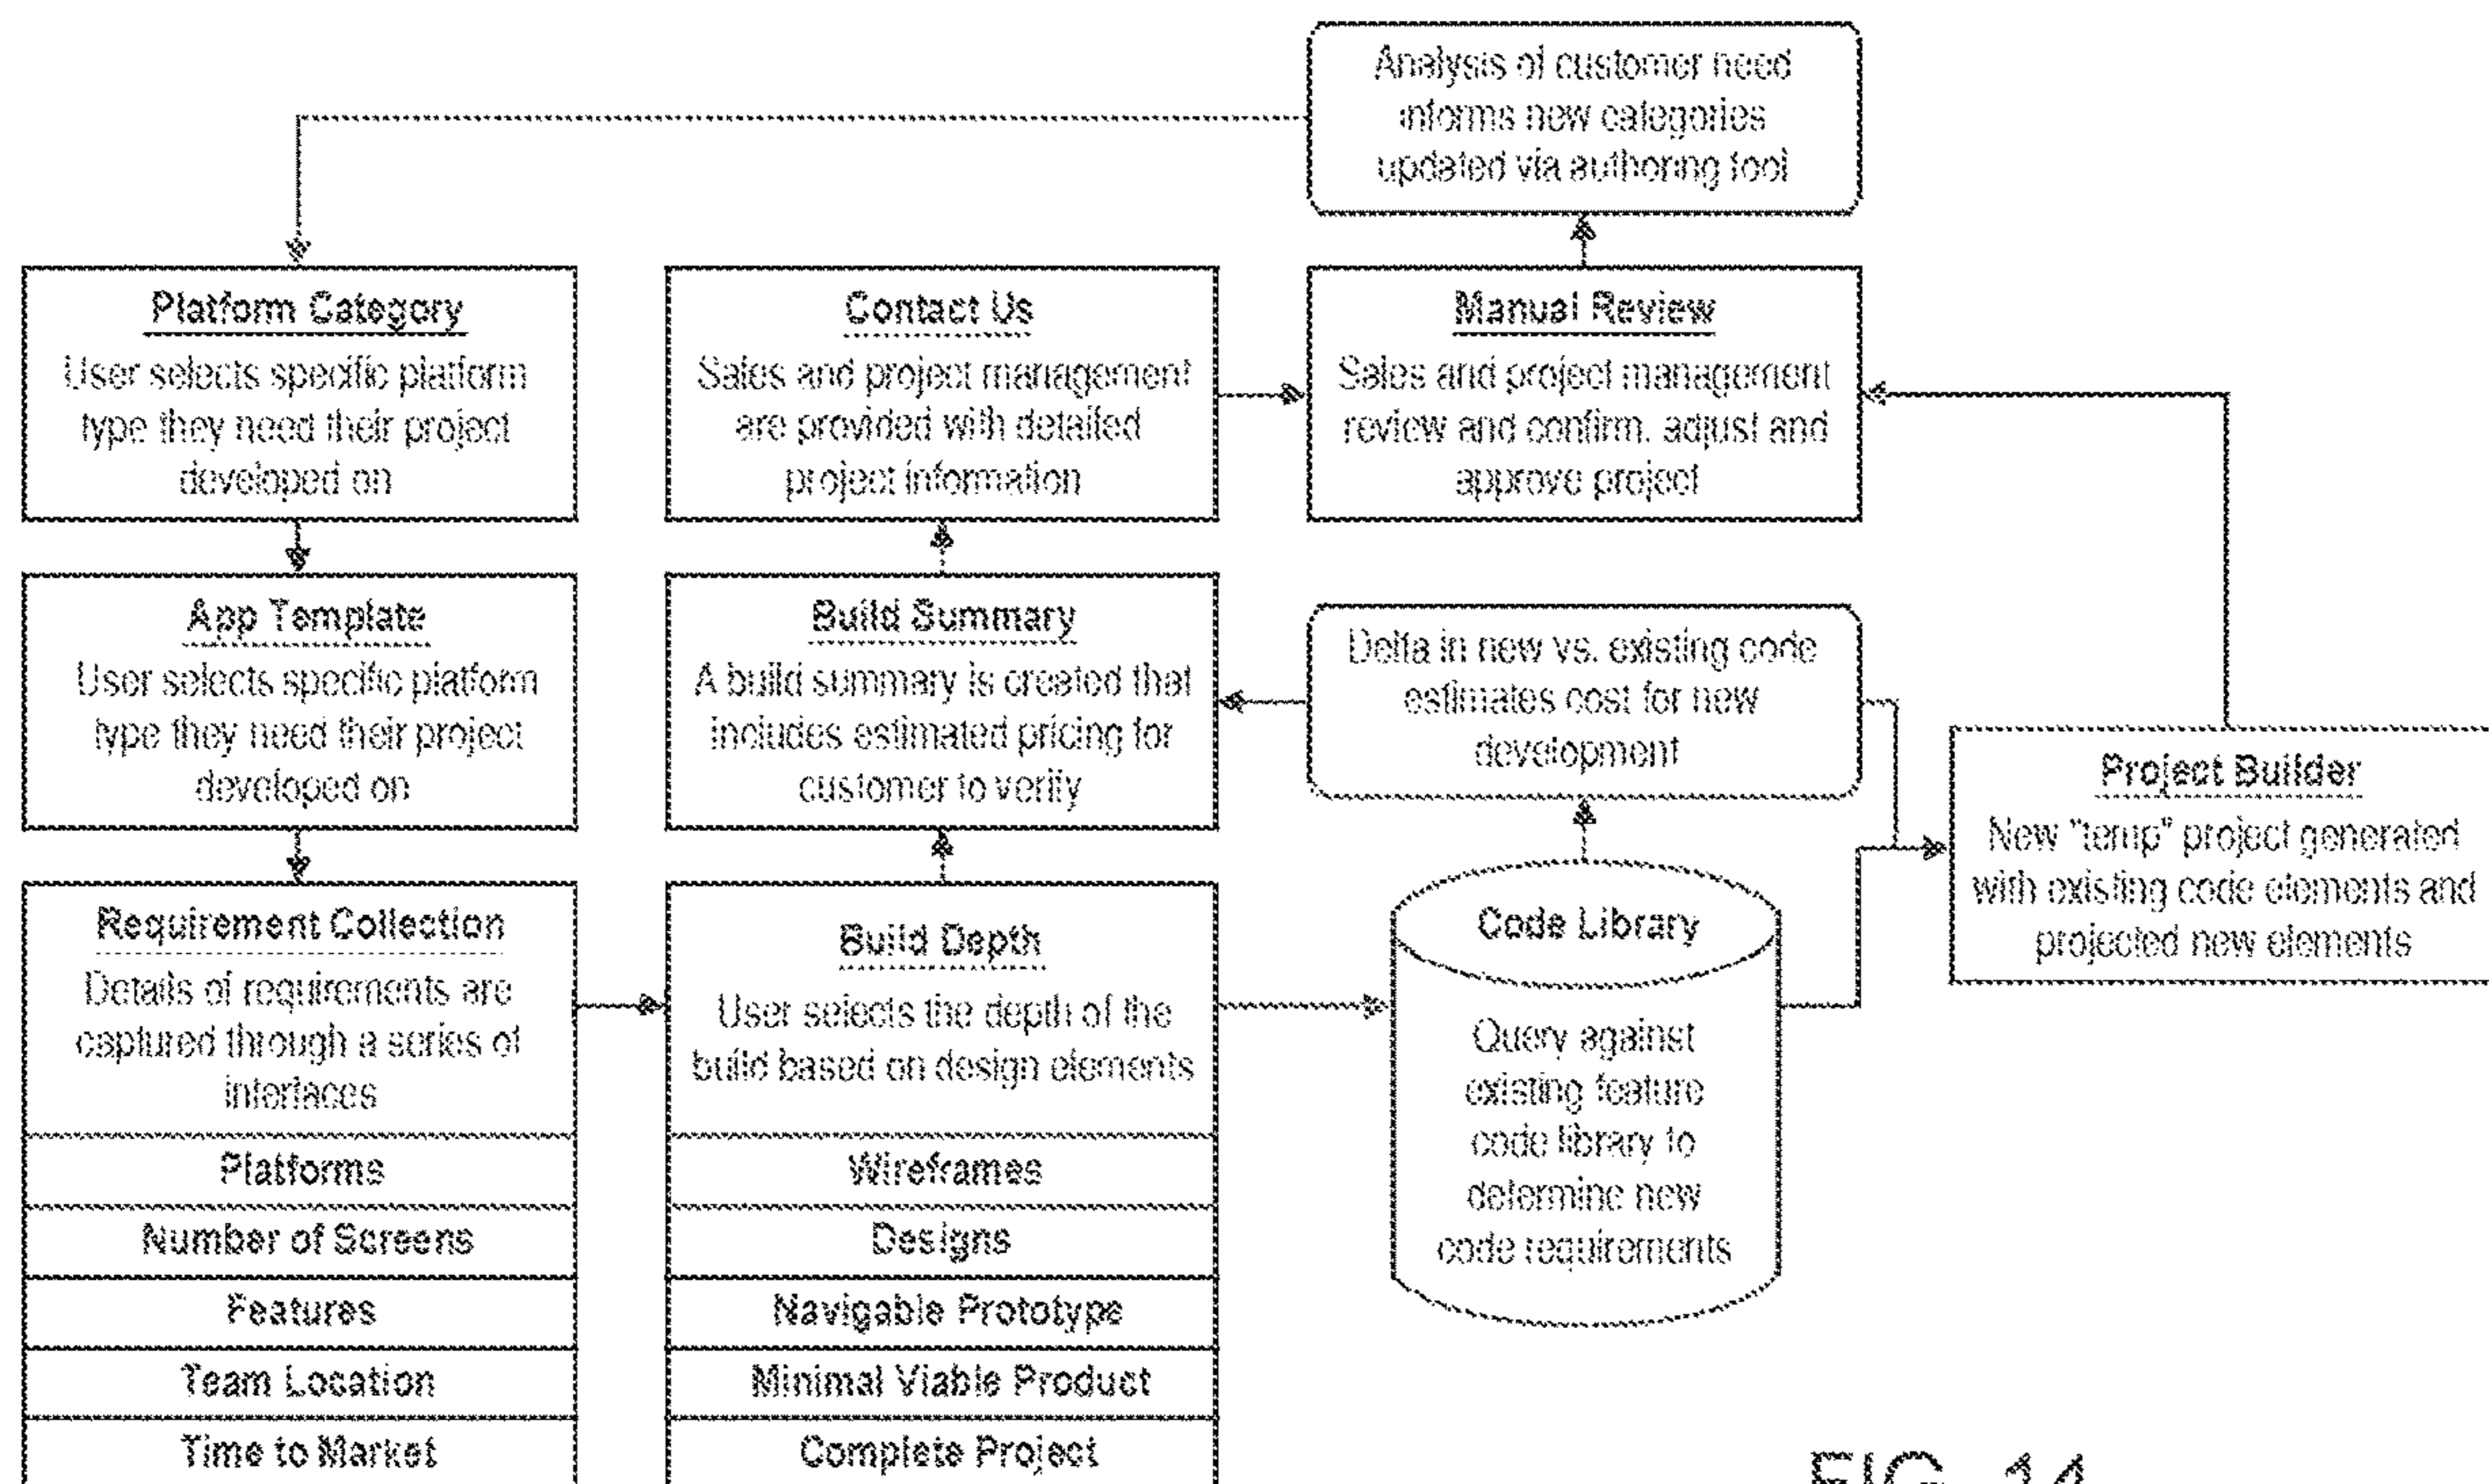 Analysis of customer need
informs new categories
updated via authoring tool
Platform Category
User selects specific platform
type they need their project
developed on
Contact Us
Sales and project management
are provided with detailed
project information
Manual Review
Sales and project management
review and confirm, adjust and
approve project
App Template
User selects specific platform
type they need their project
developed on
Build Summary
A build summary is created that
includes estimated pricing for
customer to verify
Delta in new vs. existing code
estimates cost for new
development
Project Builder
New "temp" project generated
with existing code elements and
projected new elements
Requirement Collection
Details of requirements are
captured through a series of
interfaces
Platforms
Number of Screens
Features
Team Location
Time to Market
Build Depth
User selects the depth of the
build based on design elements
Wireframes
Designs
Navigable Prototype
Minimal Viable Product
Complete Project
Code Library
Query against
existing feature
code library to
determine new
code requirements
FIG. 14